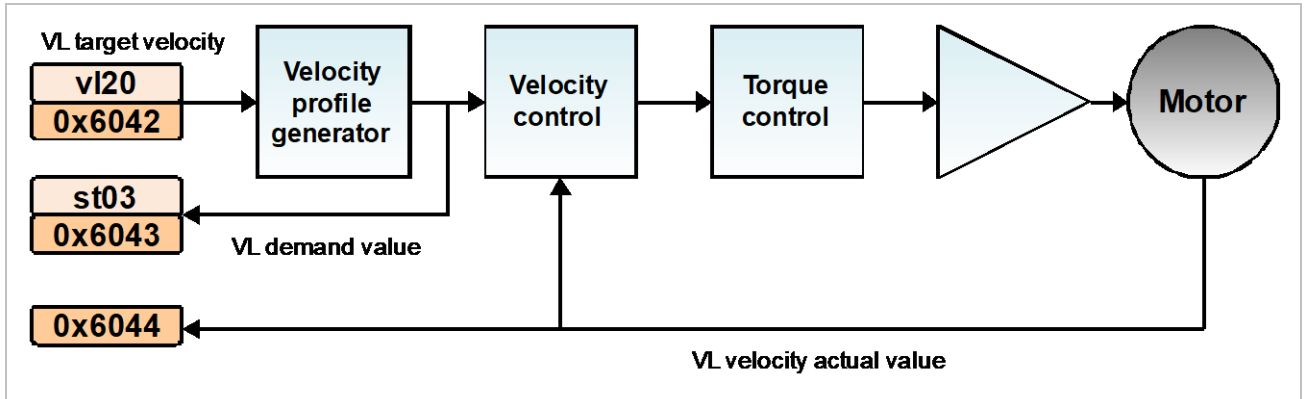 VL target velocity
vl20
0x6042
Velocity
profile
generator
Velocity
control
Torque
control
Motor
st03
0x6043
VL demand value
0x6044
VL velocity actual value